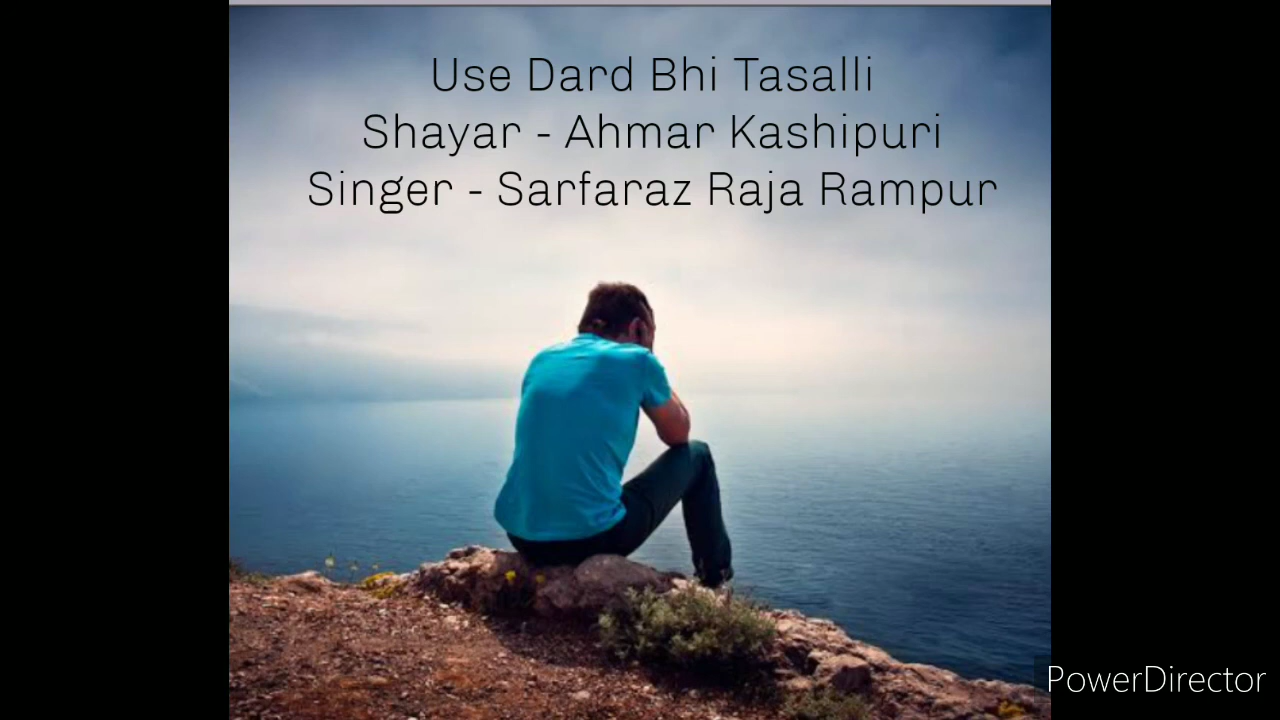 Use Dard Bhi Tasalli
Shayar - Ahmar Kashipuri
Singer - Sarfaraz Raja Rampur
PowerDirector